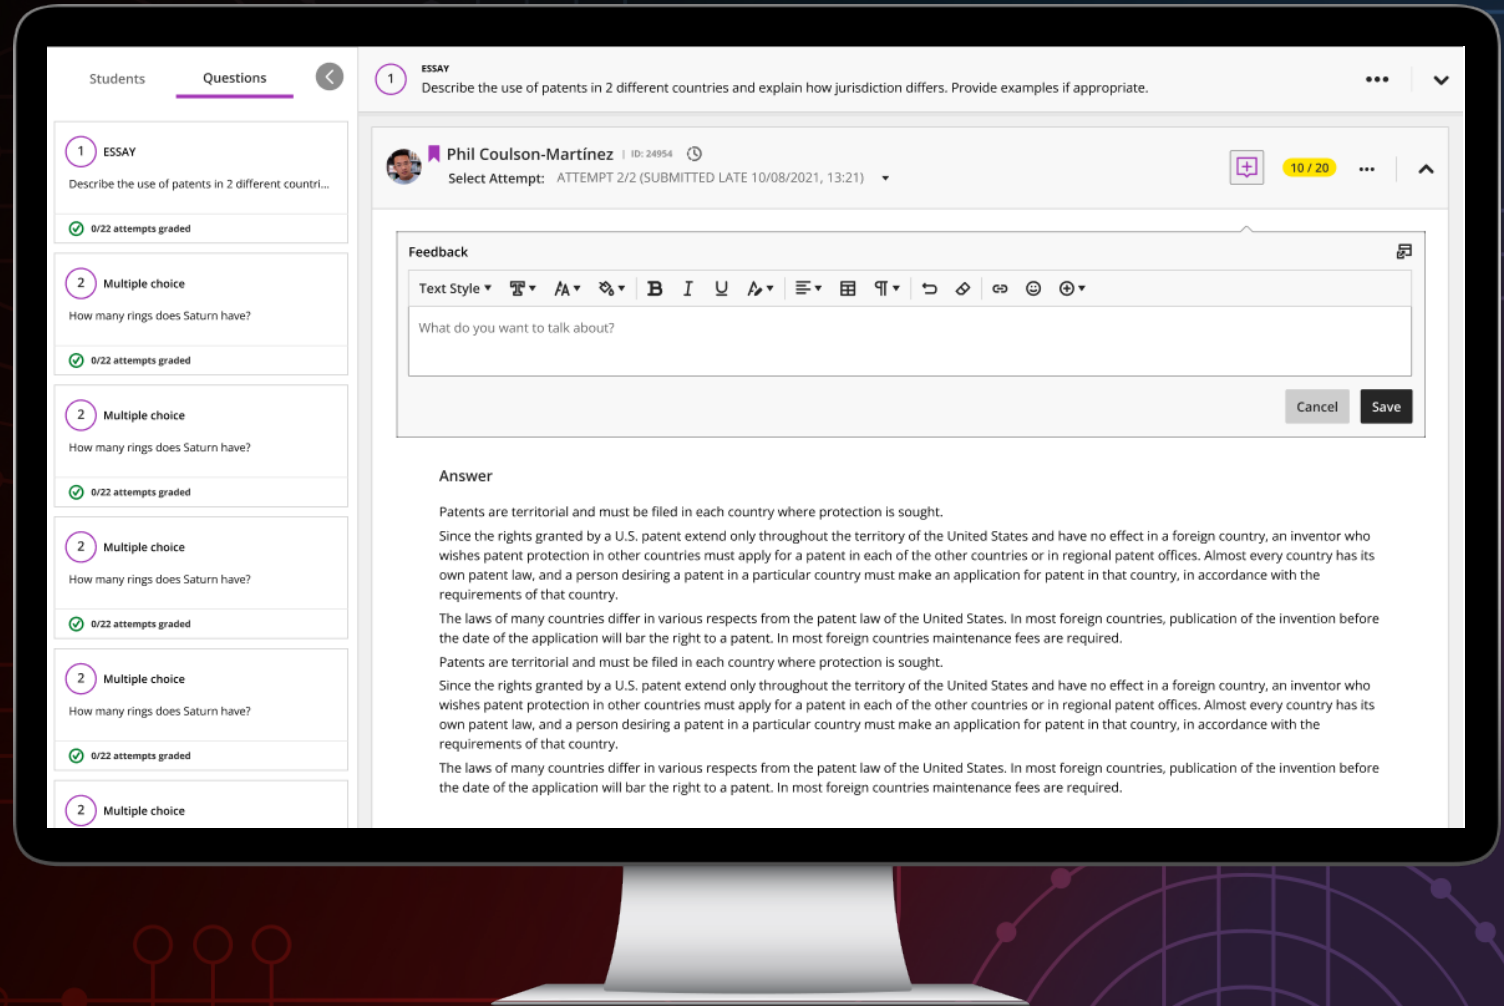 Students
Questions
1
ESSAY
Describe the use of patents in 2 different countri...
0/22 attempts graded
2
Multiple choice
How many rings does Saturn have?
0/22 attempts graded
2
Multiple choice
How many rings does Saturn have?
0/22 attempts graded
2
Multiple choice
How many rings does Saturn have?
0/22 attempts graded
2
Multiple choice
How many rings does Saturn have?
0/22 attempts graded
2
Multiple choice
1
ESSAY
Describe the use of patents in 2 different countries and explain how jurisdiction differs. Provide examples if appropriate.
Phil Coulson-Martínez | ID: 24954
Select Attempt: ATTEMPT 2/2 (SUBMITTED LATE 10/08/2021, 13:21)
10 / 20
Feedback
Text Style
B I U
What do you want to talk about?
Cancel
Save
Answer
Patents are territorial and must be filed in each country where protection is sought.
Since the rights granted by a U.S. patent extend only throughout the territory of the United States and have no effect in a foreign country, an inventor who
wishes patent protection in other countries must apply for a patent in each of the other countries or in regional patent offices. Almost every country has its
own patent law, and a person desiring a patent in a particular country must make an application for patent in that country, in accordance with the
requirements of that country.
The laws of many countries differ in various respects from the patent law of the United States. In most foreign countries, publication of the invention before
the date of the application will bar the right to a patent. In most foreign countries maintenance fees are required.
Patents are territorial and must be filed in each country where protection is sought.
Since the rights granted by a U.S. patent extend only throughout the territory of the United States and have no effect in a foreign country, an inventor who
wishes patent protection in other countries must apply for a patent in each of the other countries or in regional patent offices. Almost every country has its
own patent law, and a person desiring a patent in a particular country must make an application for patent in that country, in accordance with the
requirements of that country.
The laws of many countries differ in various respects from the patent law of the United States. In most foreign countries, publication of the invention before
the date of the application will bar the right to a patent. In most foreign countries maintenance fees are required.